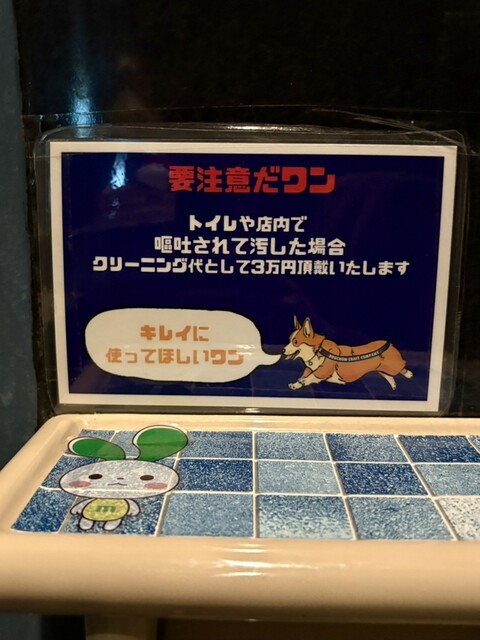 要注意だワン
トイレや店内で
嘔吐されて汚した場合
クリーニング代として3万円頂戴いたします
キレイに
使ってほしいワン
m